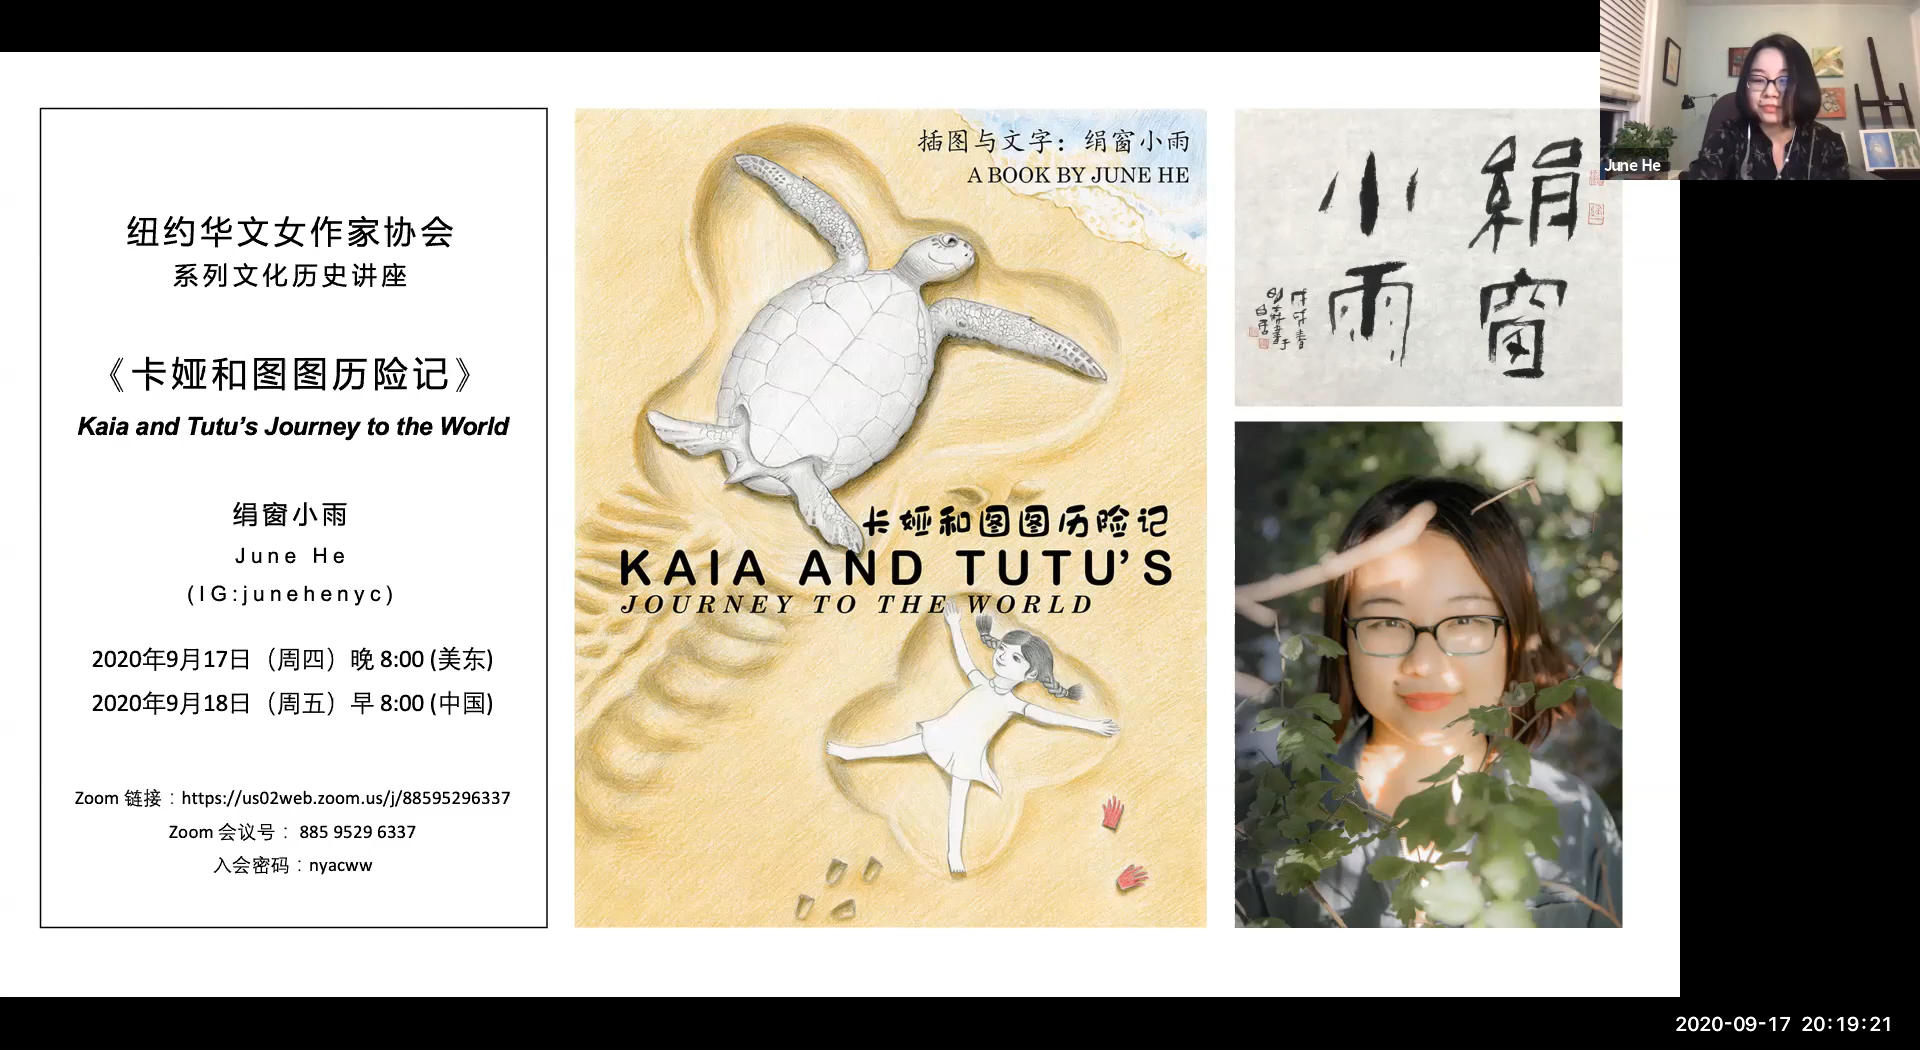 纽约华文女作家协会
系列文化历史讲座
《卡娅和图图历险记》
Kaia and Tutu's Journey to the World
绢窗小雨
June He
(IG:junehenyc)
2020年9月17日（周四）晚 8:00 (美东)
2020年9月18日（周五）早 8:00 (中国)
Zoom 链接：https://us02web.zoom.us/j/88595296337
Zoom 会议号： 885 9529 6337
入会密码：nyacww
插图与文字：绢窗小雨
A BOOK BY JUNE HE
卡娅和图图历险记
KAIA AND TUTU'S
JOURNEY TO THE WORLD
絹窗
小雨
June He
2020-09-17 20:19:21